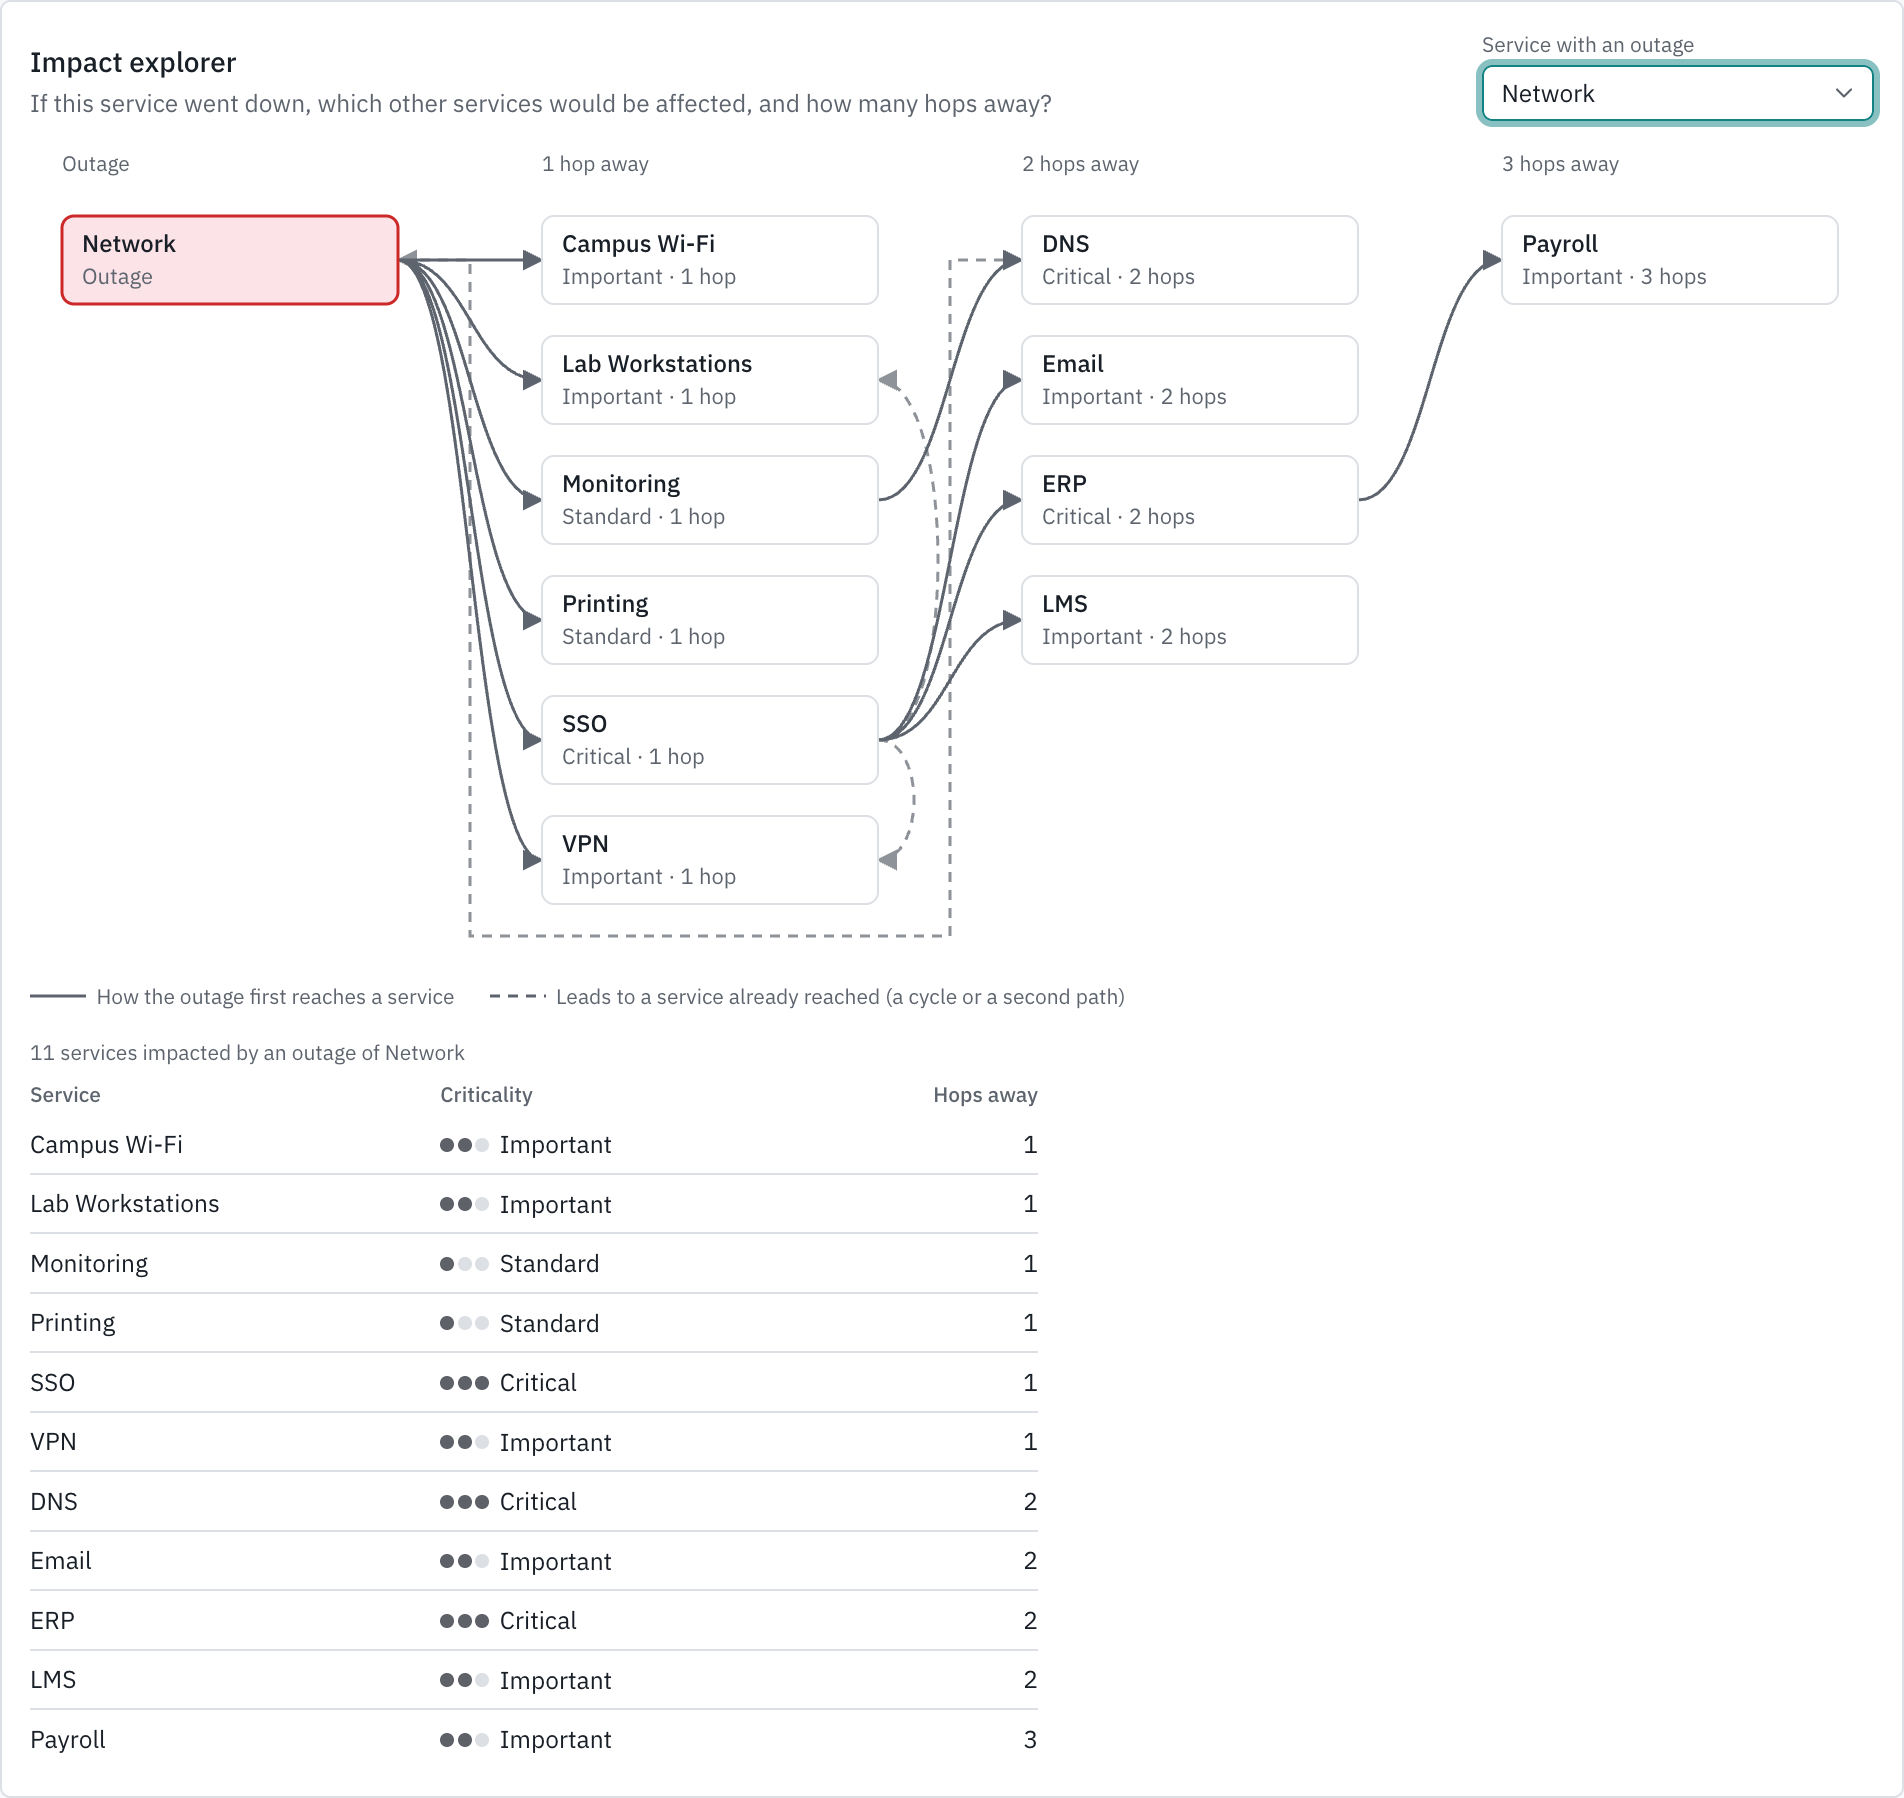 Impact explorer
If this service went down, which other services would be affected, and how many hops away?
Service with an outage
Network
Outage
1 hop away
2 hops away
3 hops away
Network
Outage
Campus Wi-Fi
Important · 1 hop
Lab Workstations
Important · 1 hop
Monitoring
Standard · 1 hop
Printing
Standard · 1 hop
SSO
Critical · 1 hop
VPN
Important · 1 hop
DNS
Critical · 2 hops
Email
Important · 2 hops
ERP
Critical · 2 hops
LMS
Important · 2 hops
Payroll
Important · 3 hops
How the outage first reaches a service
Leads to a service already reached (a cycle or a second path)
11 services impacted by an outage of Network
Service Criticality Hops away
Campus Wi-Fi Important 1
Lab Workstations Important 1
Monitoring Standard 1
Printing Standard 1
SSO Critical 1
VPN Important 1
DNS Critical 2
Email Important 2
ERP Critical 2
LMS Important 2
Payroll Important 3